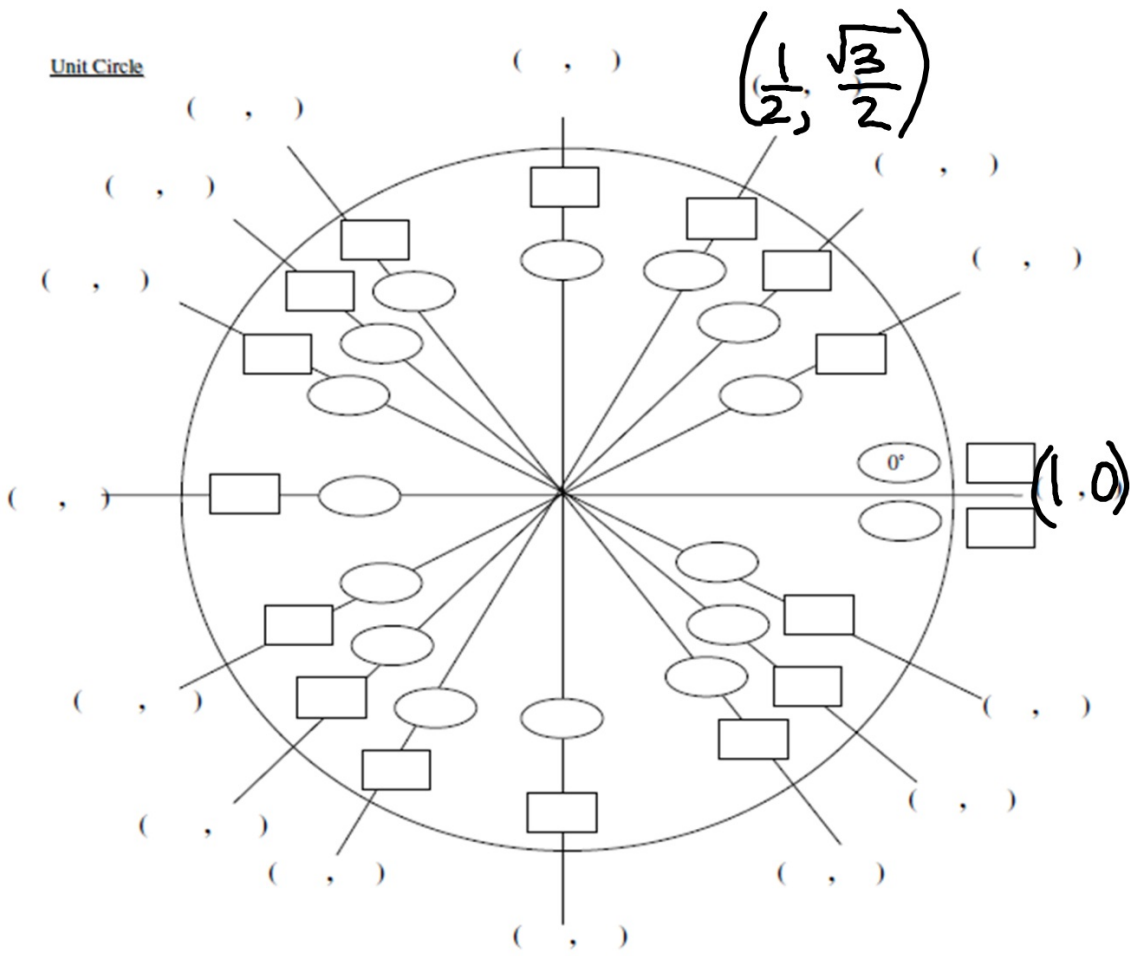 Unit Circle
( , )
(1/2, √3/2)
( , )
( , )
( , )
( , )
( , )
( , )
0°
(1,0)
( , )
( , )
( , )
( , )
( , )
( , )
( , )
( , )